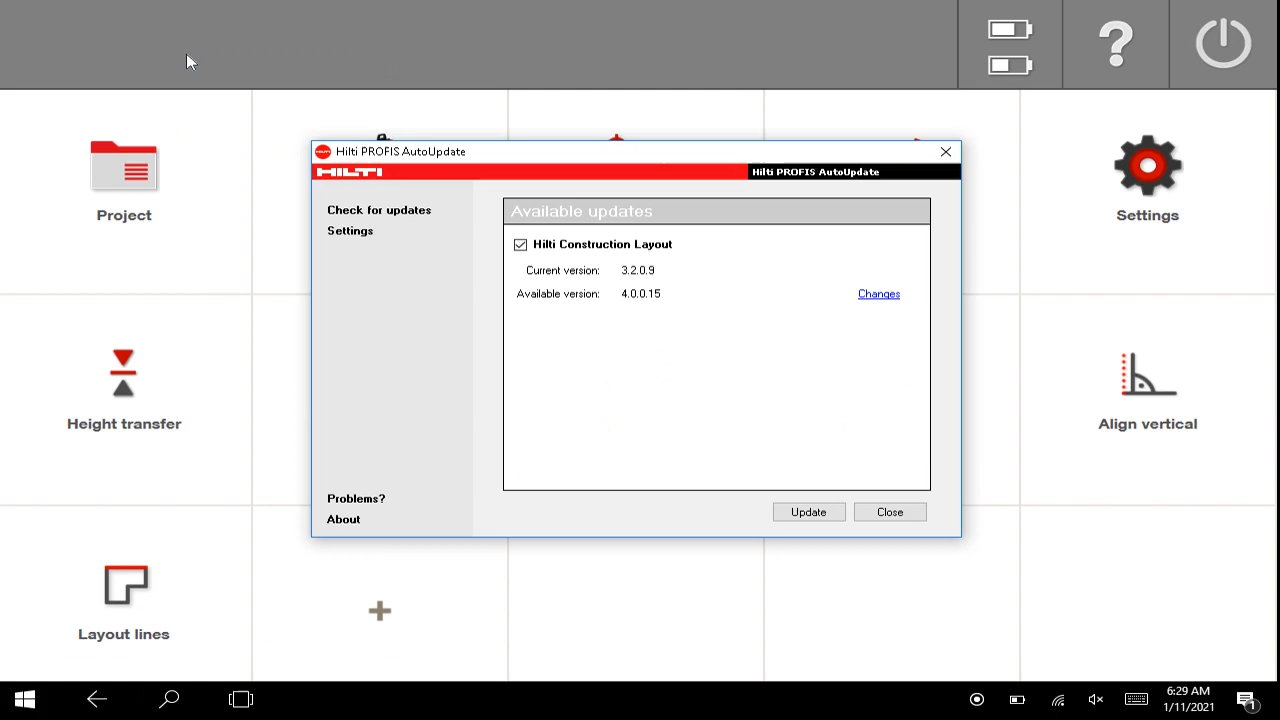 ?
Project
Settings
Hilti PROFIS AutoUpdate
HILTI
Hilti PROFIS AutoUpdate
Check for updates
Settings
Available updates
Hilti Construction Layout
Current version: 3.2.0.9
Available version: 4.0.0.15
Changes
Problems?
About
Update
Close
Height transfer
Align vertical
Layout lines
6:29 AM
1/11/2021
1